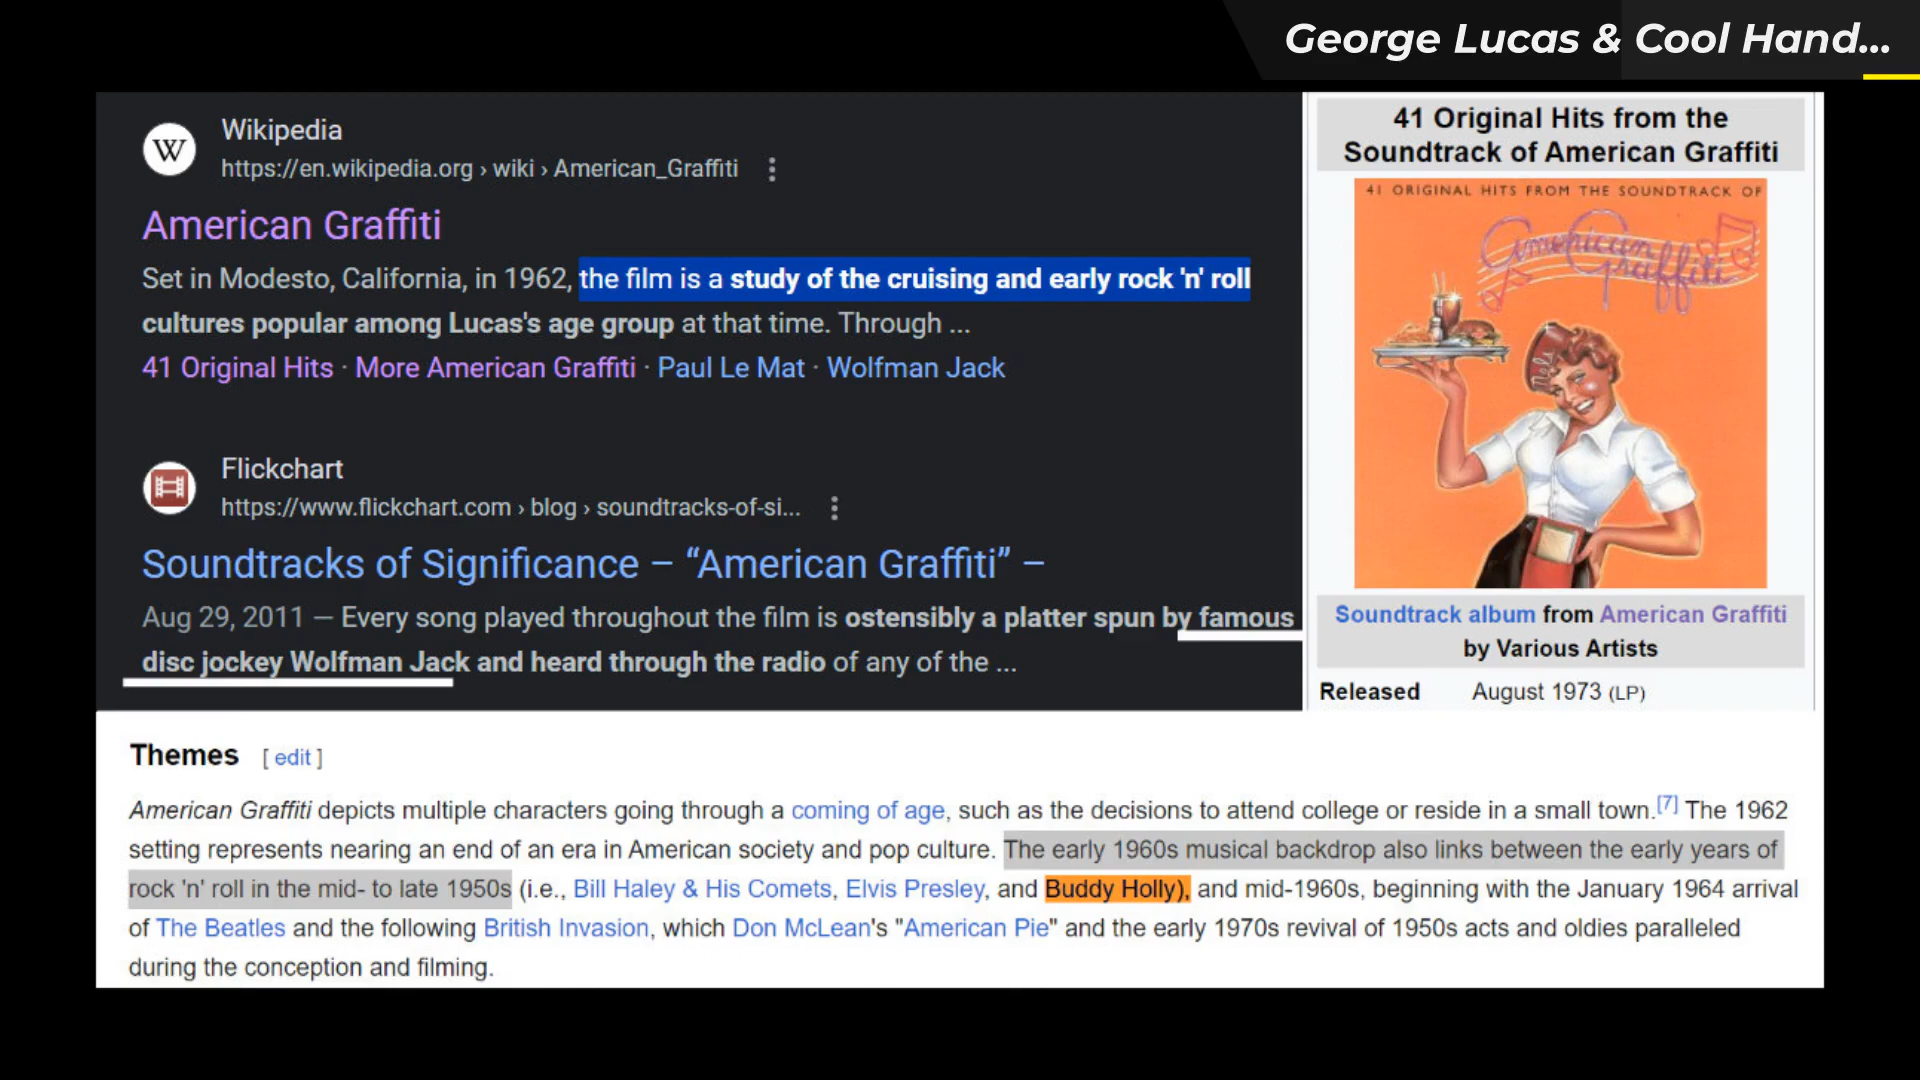 George Lucas & Cool Hand...
Wikipedia
https://en.wikipedia.org › wiki › American_Graffiti
American Graffiti
Set in Modesto, California, in 1962, the film is a study of the cruising and early rock 'n' roll
cultures popular among Lucas's age group at that time. Through ...
41 Original Hits · More American Graffiti · Paul Le Mat · Wolfman Jack
Flickchart
https://www.flickchart.com › blog › soundtracks-of-si...
Soundtracks of Significance – “American Graffiti” –
Aug 29, 2011 — Every song played throughout the film is ostensibly a platter spun by famous
disc jockey Wolfman Jack and heard through the radio of any of the ...
41 Original Hits from the
Soundtrack of American Graffiti
41 ORIGINAL HITS FROM THE SOUNDTRACK OF
American Graffiti
Mel's
Soundtrack album from American Graffiti
by Various Artists
Released August 1973 (LP)
Themes [ edit ]
American Graffiti depicts multiple characters going through a coming of age, such as the decisions to attend college or reside in a small town.[7] The 1962
setting represents nearing an end of an era in American society and pop culture. The early 1960s musical backdrop also links between the early years of
rock 'n' roll in the mid- to late 1950s (i.e., Bill Haley & His Comets, Elvis Presley, and Buddy Holly), and mid-1960s, beginning with the January 1964 arrival
of The Beatles and the following British Invasion, which Don McLean's "American Pie" and the early 1970s revival of 1950s acts and oldies paralleled
during the conception and filming.